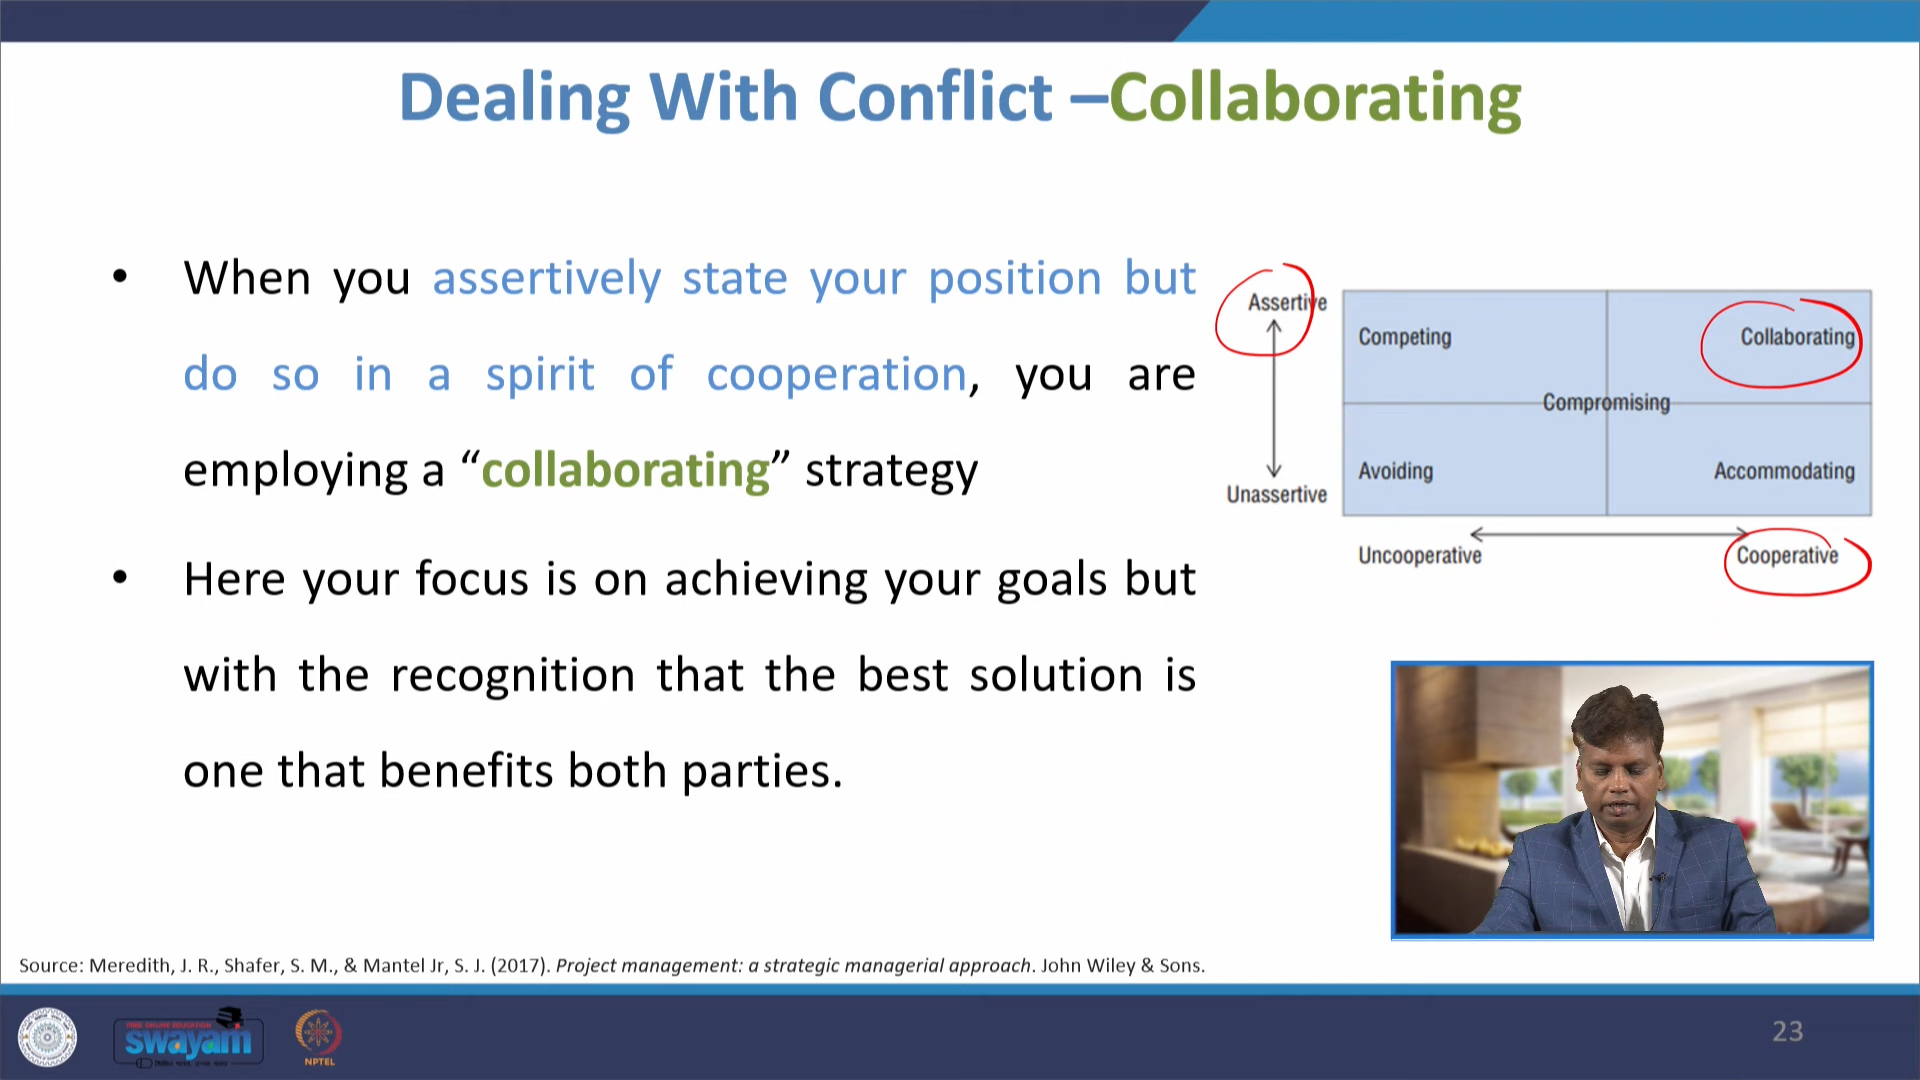 Dealing With Conflict –Collaborating
• When you assertively state your position but
do so in a spirit of cooperation, you are
employing a “collaborating” strategy
• Here your focus is on achieving your goals but
with the recognition that the best solution is
one that benefits both parties.
Assertive
Competing
Collaborating
Compromising
Avoiding
Accommodating
Unassertive
Uncooperative
Cooperative
Source: Meredith, J. R., Shafer, S. M., & Mantel Jr, S. J. (2017). Project management: a strategic managerial approach. John Wiley & Sons.
FREE ONLINE EDUCATION
swayam
NPTEL
23